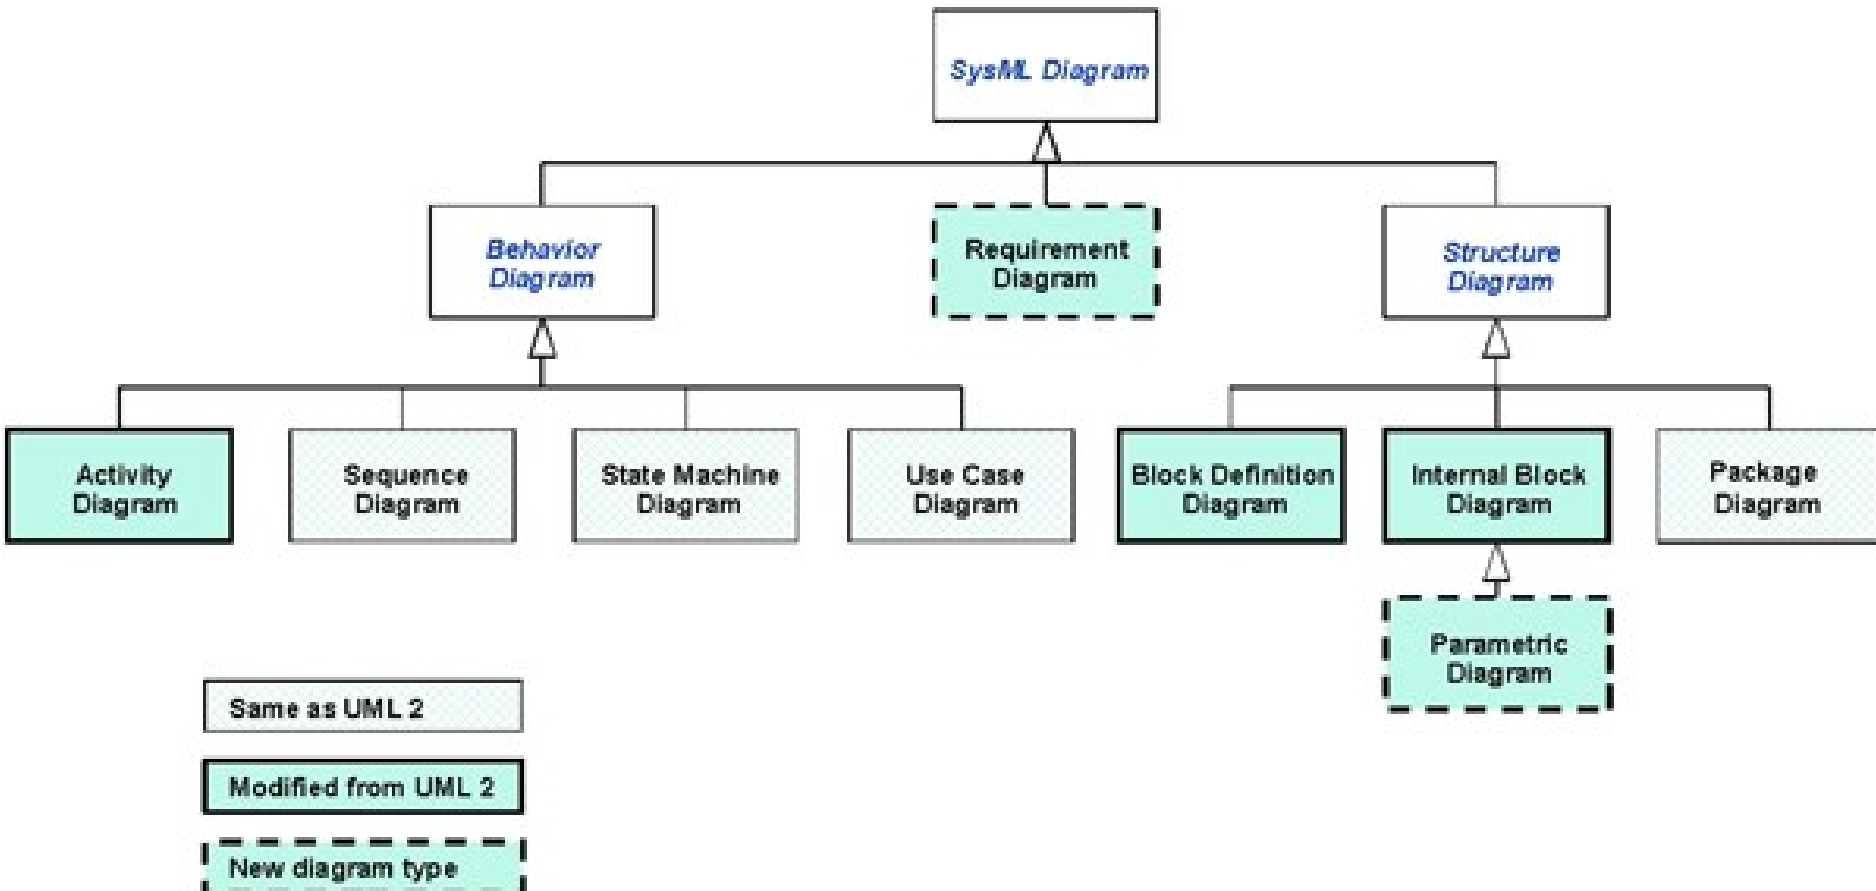 SysML Diagram
Behavior
Diagram
Requirement
Diagram
Structure
Diagram
Activity
Diagram
Sequence
Diagram
State Machine
Diagram
Use Case
Diagram
Block Definition
Diagram
Internal Block
Diagram
Package
Diagram
Parametric
Diagram
Same as UML 2
Modified from UML 2
New diagram type